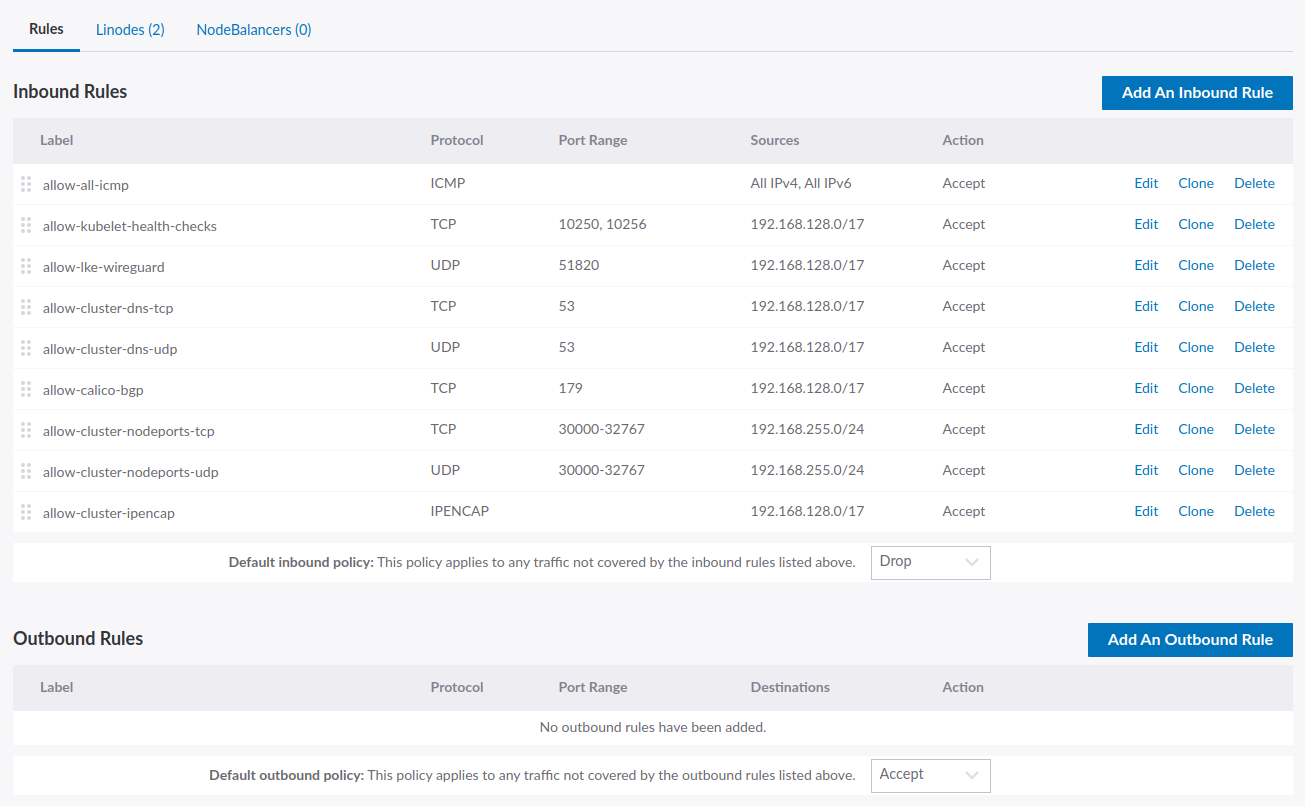 Rules Linodes (2) NodeBalancers (0)
Inbound Rules Add An Inbound Rule
Label Protocol Port Range Sources Action
allow-all-icmp ICMP All IPv4, All IPv6 Accept Edit Clone Delete
allow-kubelet-health-checks TCP 10250, 10256 192.168.128.0/17 Accept Edit Clone Delete
allow-lke-wireguard UDP 51820 192.168.128.0/17 Accept Edit Clone Delete
allow-cluster-dns-tcp TCP 53 192.168.128.0/17 Accept Edit Clone Delete
allow-cluster-dns-udp UDP 53 192.168.128.0/17 Accept Edit Clone Delete
allow-calico-bgp TCP 179 192.168.128.0/17 Accept Edit Clone Delete
allow-cluster-nodeports-tcp TCP 30000-32767 192.168.255.0/24 Accept Edit Clone Delete
allow-cluster-nodeports-udp UDP 30000-32767 192.168.255.0/24 Accept Edit Clone Delete
allow-cluster-ipencap IPENCAP 192.168.128.0/17 Accept Edit Clone Delete
Default inbound policy: This policy applies to any traffic not covered by the inbound rules listed above. Drop
Outbound Rules Add An Outbound Rule
Label Protocol Port Range Destinations Action
No outbound rules have been added.
Default outbound policy: This policy applies to any traffic not covered by the outbound rules listed above. Accept